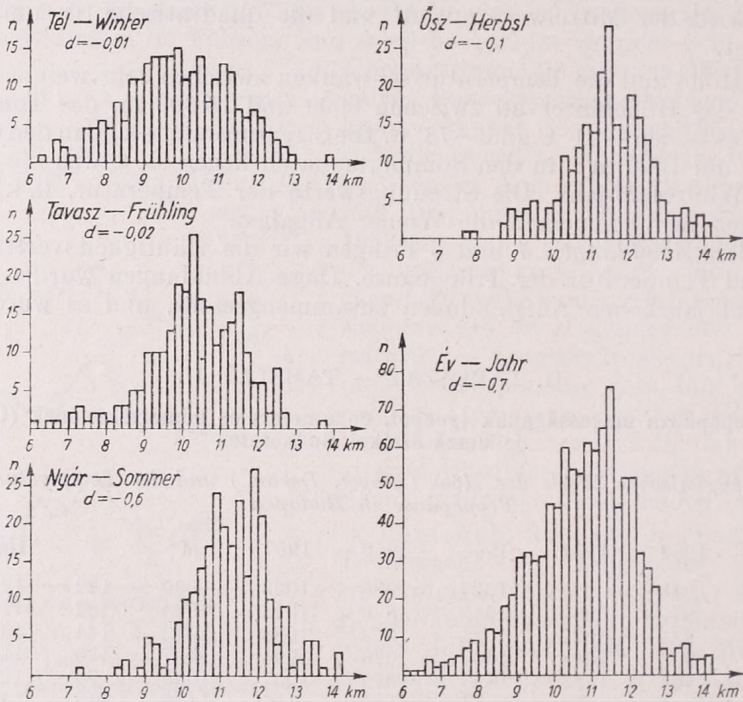 Tél — Winter
d=-0,01
n
15
10
5
6 7 8 9 10 11 12 13 14 km
Tavasz — Frühling
d=-0,02
n
25
20
15
10
5
6 7 8 9 10 11 12 13 14 km
Nyár — Sommer
d=-0,6
n
25
20
15
10
5
6 7 8 9 10 11 12 13 14 km
Ősz — Herbst
d=-0,1
n
25
20
15
10
5
6 7 8 9 10 11 12 13 14 km
Év — Jahr
d=-0,7
n
80
70
60
50
40
30
20
10
6 7 8 9 10 11 12 13 14 km